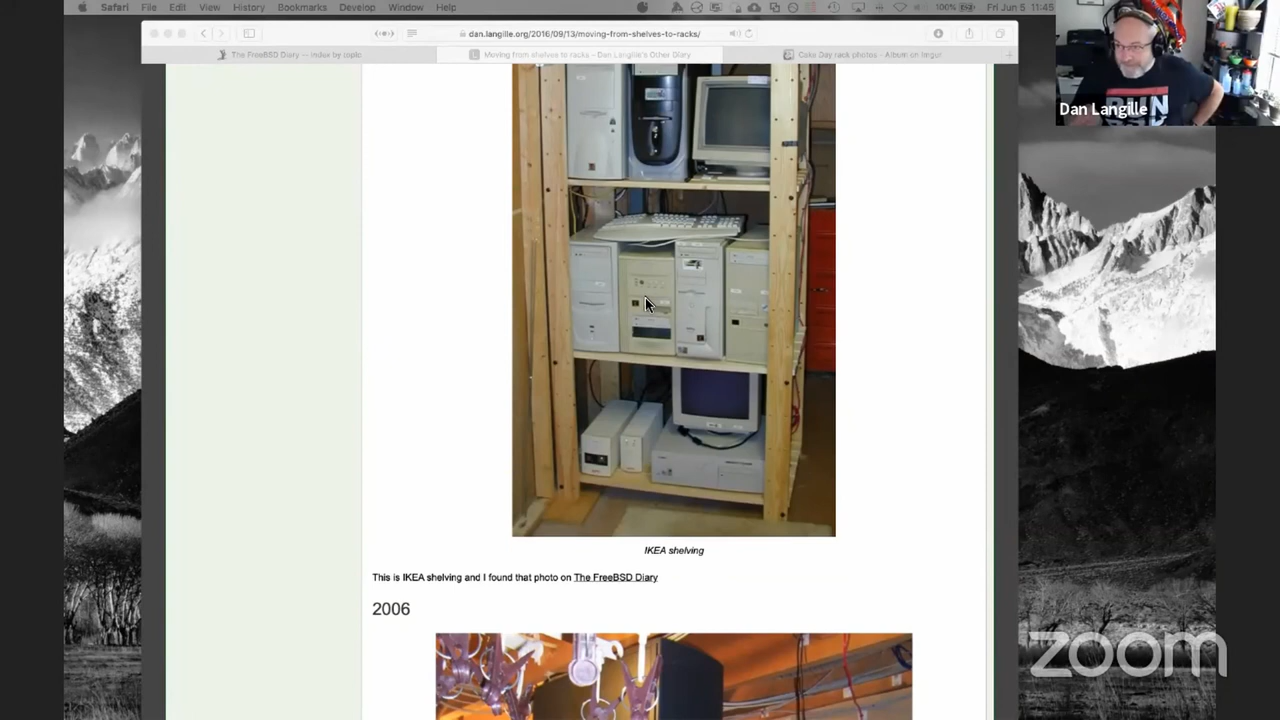 Safari File Edit View History Bookmarks Develop Window Help 100% Fri Jun 5 11:45
dan.langille.org/2016/09/13/moving-from-shelves-to-racks/
The FreeBSD Diary -- index by topic
Moving from shelves to racks – Dan Langille's Other Diary
Cake Day rack photos - Album on Imgur
RUN
Dan Langille
IKEA shelving
This is IKEA shelving and I found that photo on The FreeBSD Diary
2006
zoom